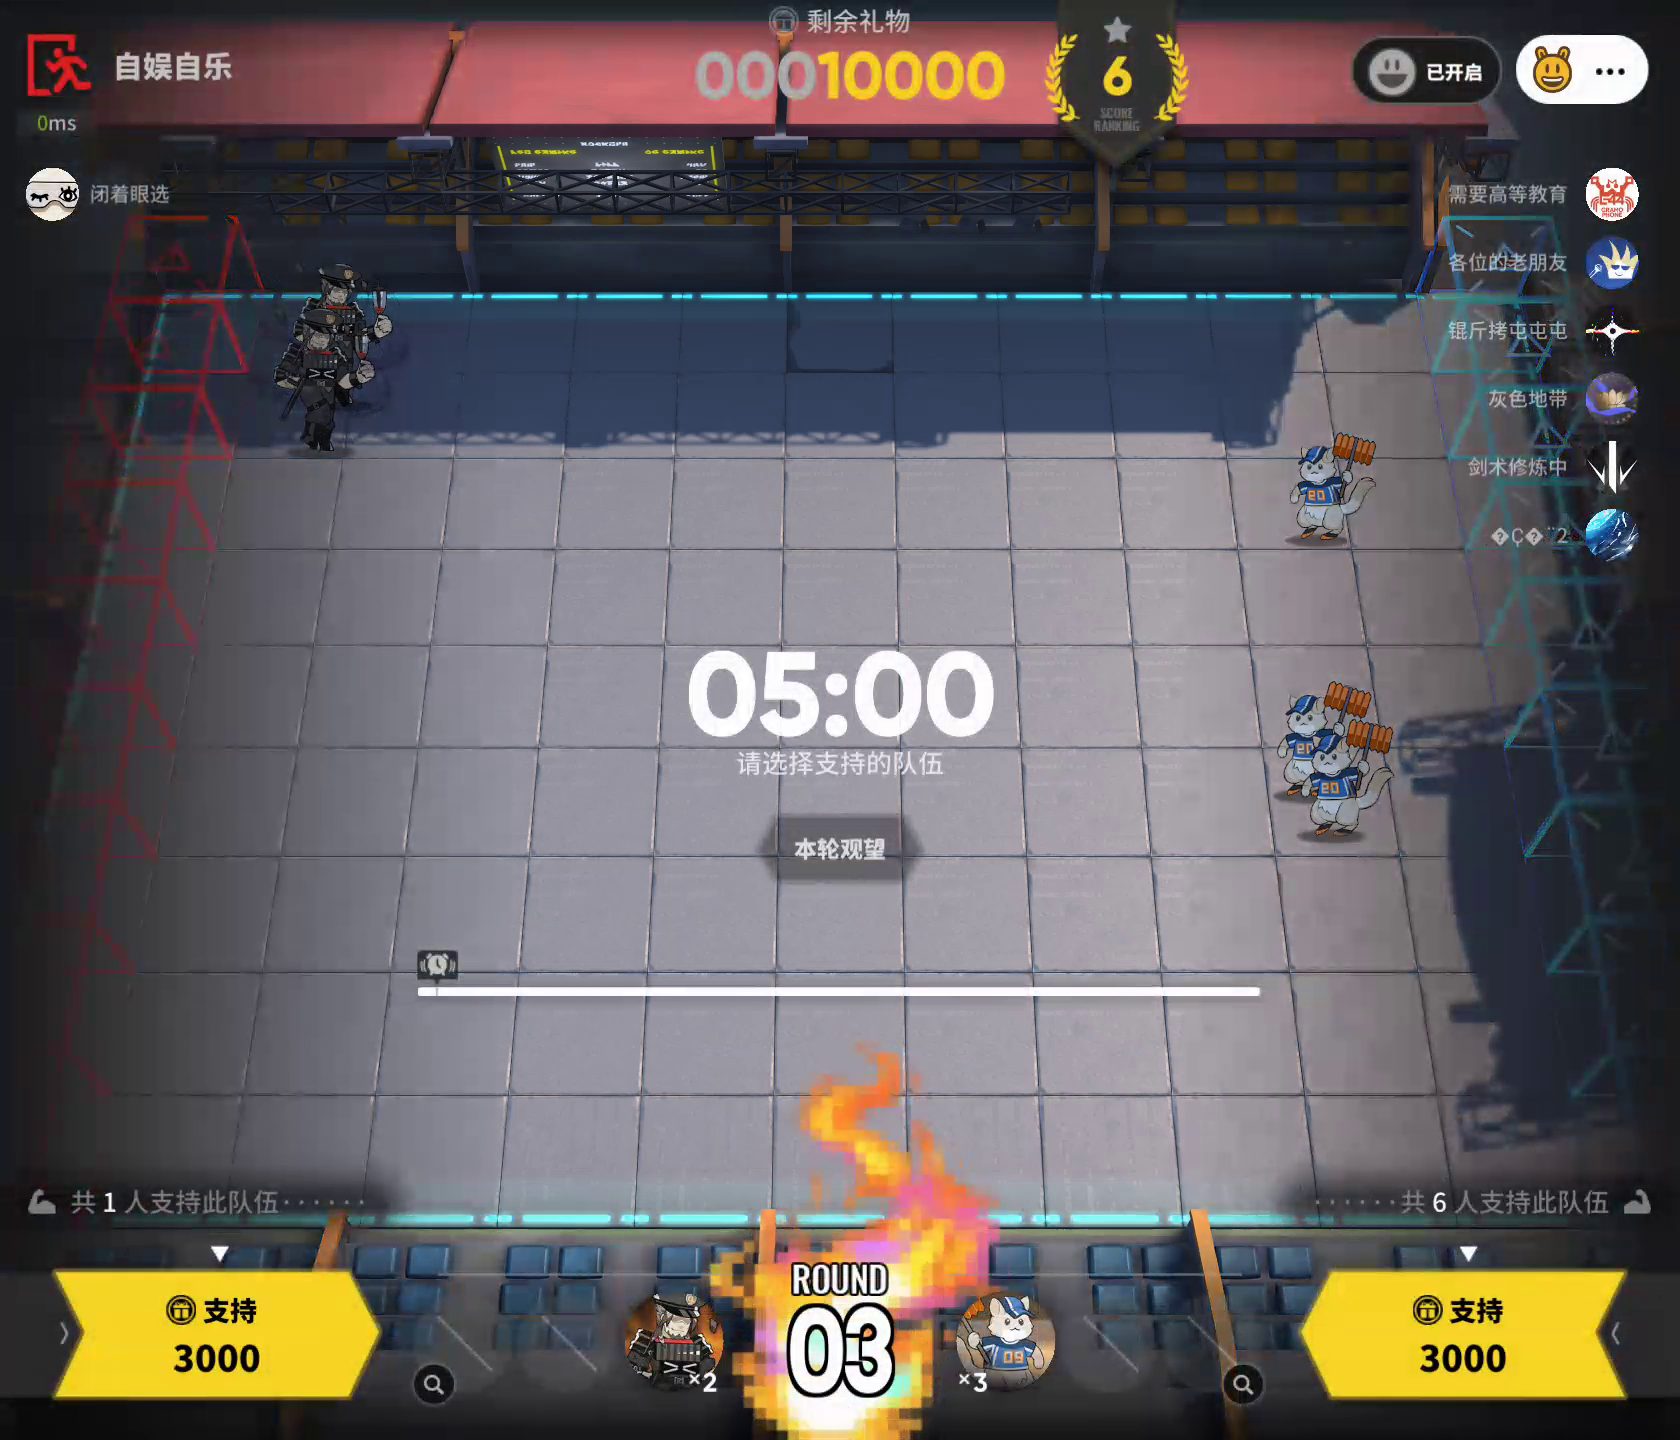 剩余礼物
自娱自乐
00010000
6
SCORE
RANKING
已开启
0ms
闭着眼选
需要高等教育
各位的老朋友
锟斤拷屯屯屯
灰色地带
剑术修炼中
05:00
请选择支持的队伍
本轮观望
共 1 人支持此队伍······
······共 6 人支持此队伍
支持
3000
×2
ROUND
03
×3
支持
3000